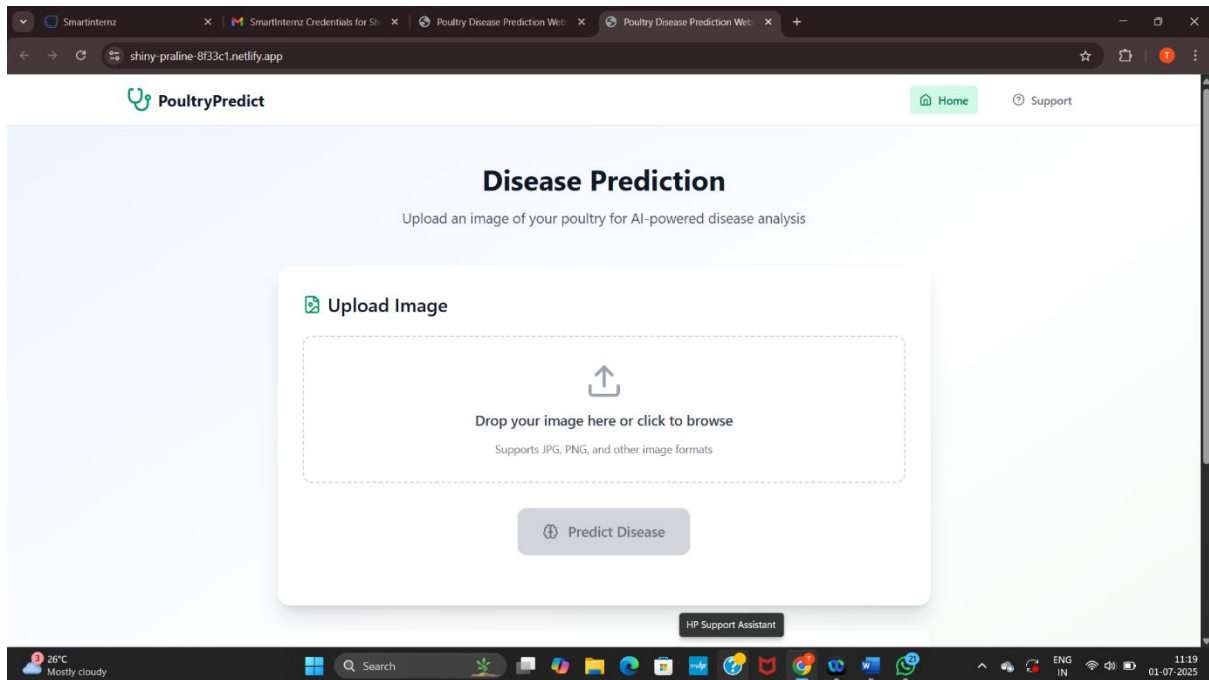 Smartinternz
SmartInternz Credentials for Sh
Poultry Disease Prediction Web
Poultry Disease Prediction Web
shiny-praline-8f33c1.netlify.app
T
PoultryPredict
Home
Support
Disease Prediction
Upload an image of your poultry for AI-powered disease analysis
Upload Image
Drop your image here or click to browse
Supports JPG, PNG, and other image formats
Predict Disease
HP Support Assistant
3
26°C
Mostly cloudy
Search
21
ENG
IN
11:19
01-07-2025